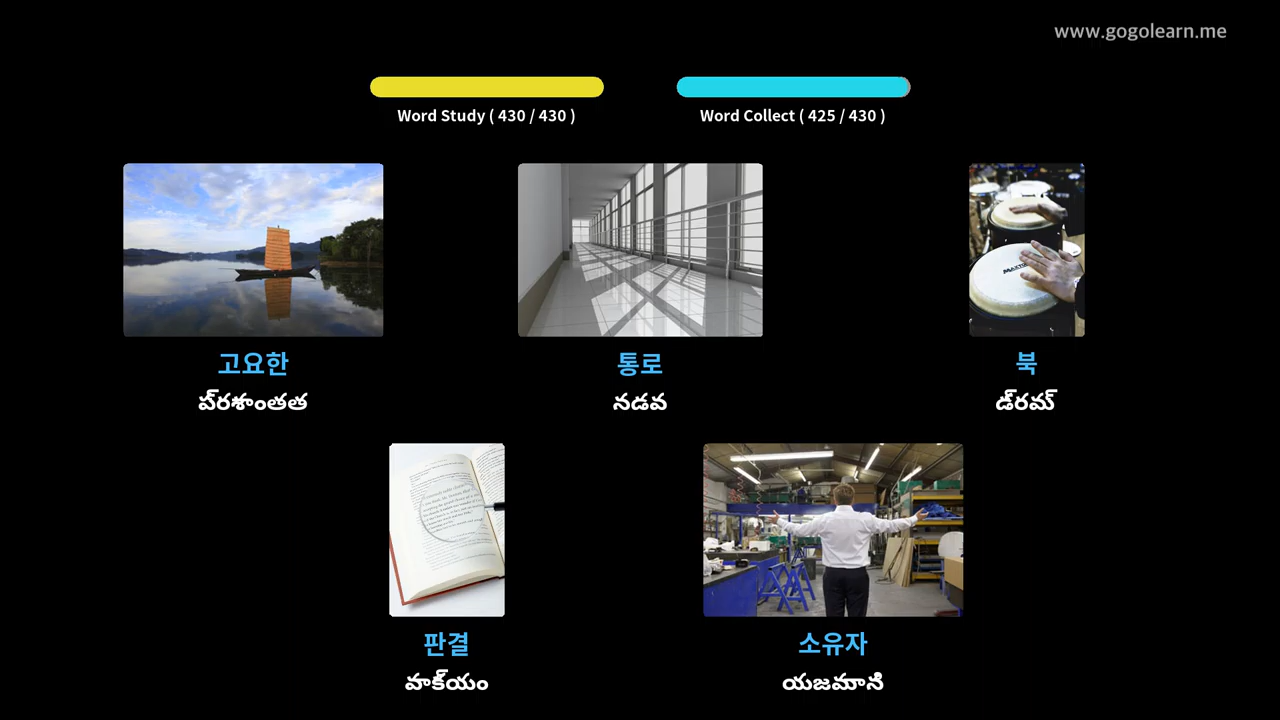 www.gogolearn.me
Word Study ( 430 / 430 )
Word Collect ( 425 / 430 )
고요한
통로
북
ప్రశాంతత
నడవ
డ్రమ్
판결
소유자
వాక్యం
యజమాని